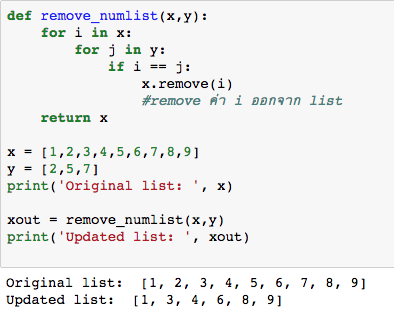 def remove_numlist(x,y):
    for i in x:
        for j in y:
            if i == j:
                x.remove(i)
                #remove ค่า i ออกจาก list
    return x
x = [1,2,3,4,5,6,7,8,9]
y = [2,5,7]
print('Original list: ', x)
xout = remove_numlist(x,y)
print('Updated list: ', xout)
Original list:  [1, 2, 3, 4, 5, 6, 7, 8, 9]
Updated list:  [1, 3, 4, 6, 8, 9]